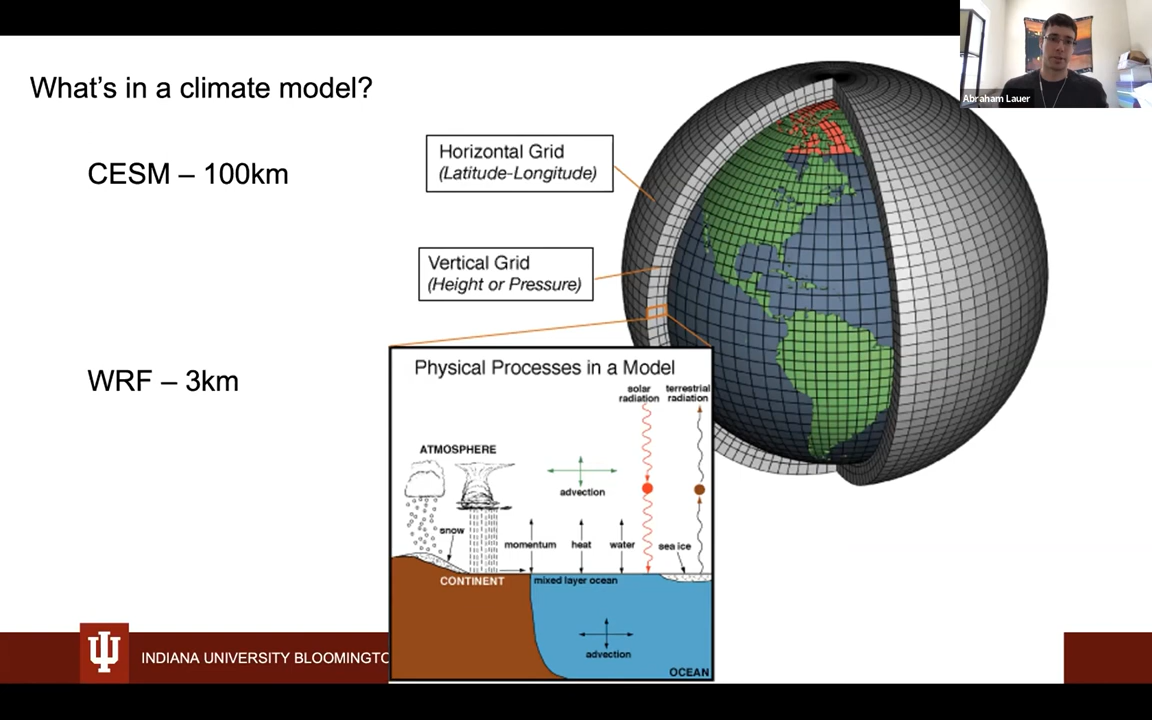 Abraham Lauer
What's in a climate model?
CESM – 100km
WRF – 3km
Horizontal Grid
(Latitude-Longitude)
Vertical Grid
(Height or Pressure)
Physical Processes in a Model
solar
radiation
terrestrial
radiation
ATMOSPHERE
advection
snow
momentum
heat
water
sea ice
CONTINENT
mixed layer ocean
advection
OCEAN
INDIANA UNIVERSITY BLOOMINGTO